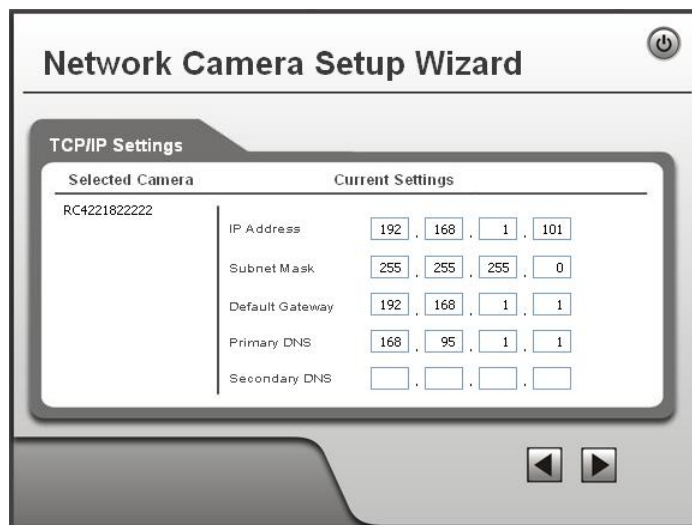 Network Camera Setup Wizard
TCP/IP Settings
Selected Camera Current Settings
RC4221822222
IP Address 192 . 168 . 1 . 101
Subnet Mask 255 . 255 . 255 . 0
Default Gateway 192 . 168 . 1 . 1
Primary DNS 168 . 95 . 1 . 1
Secondary DNS . . .